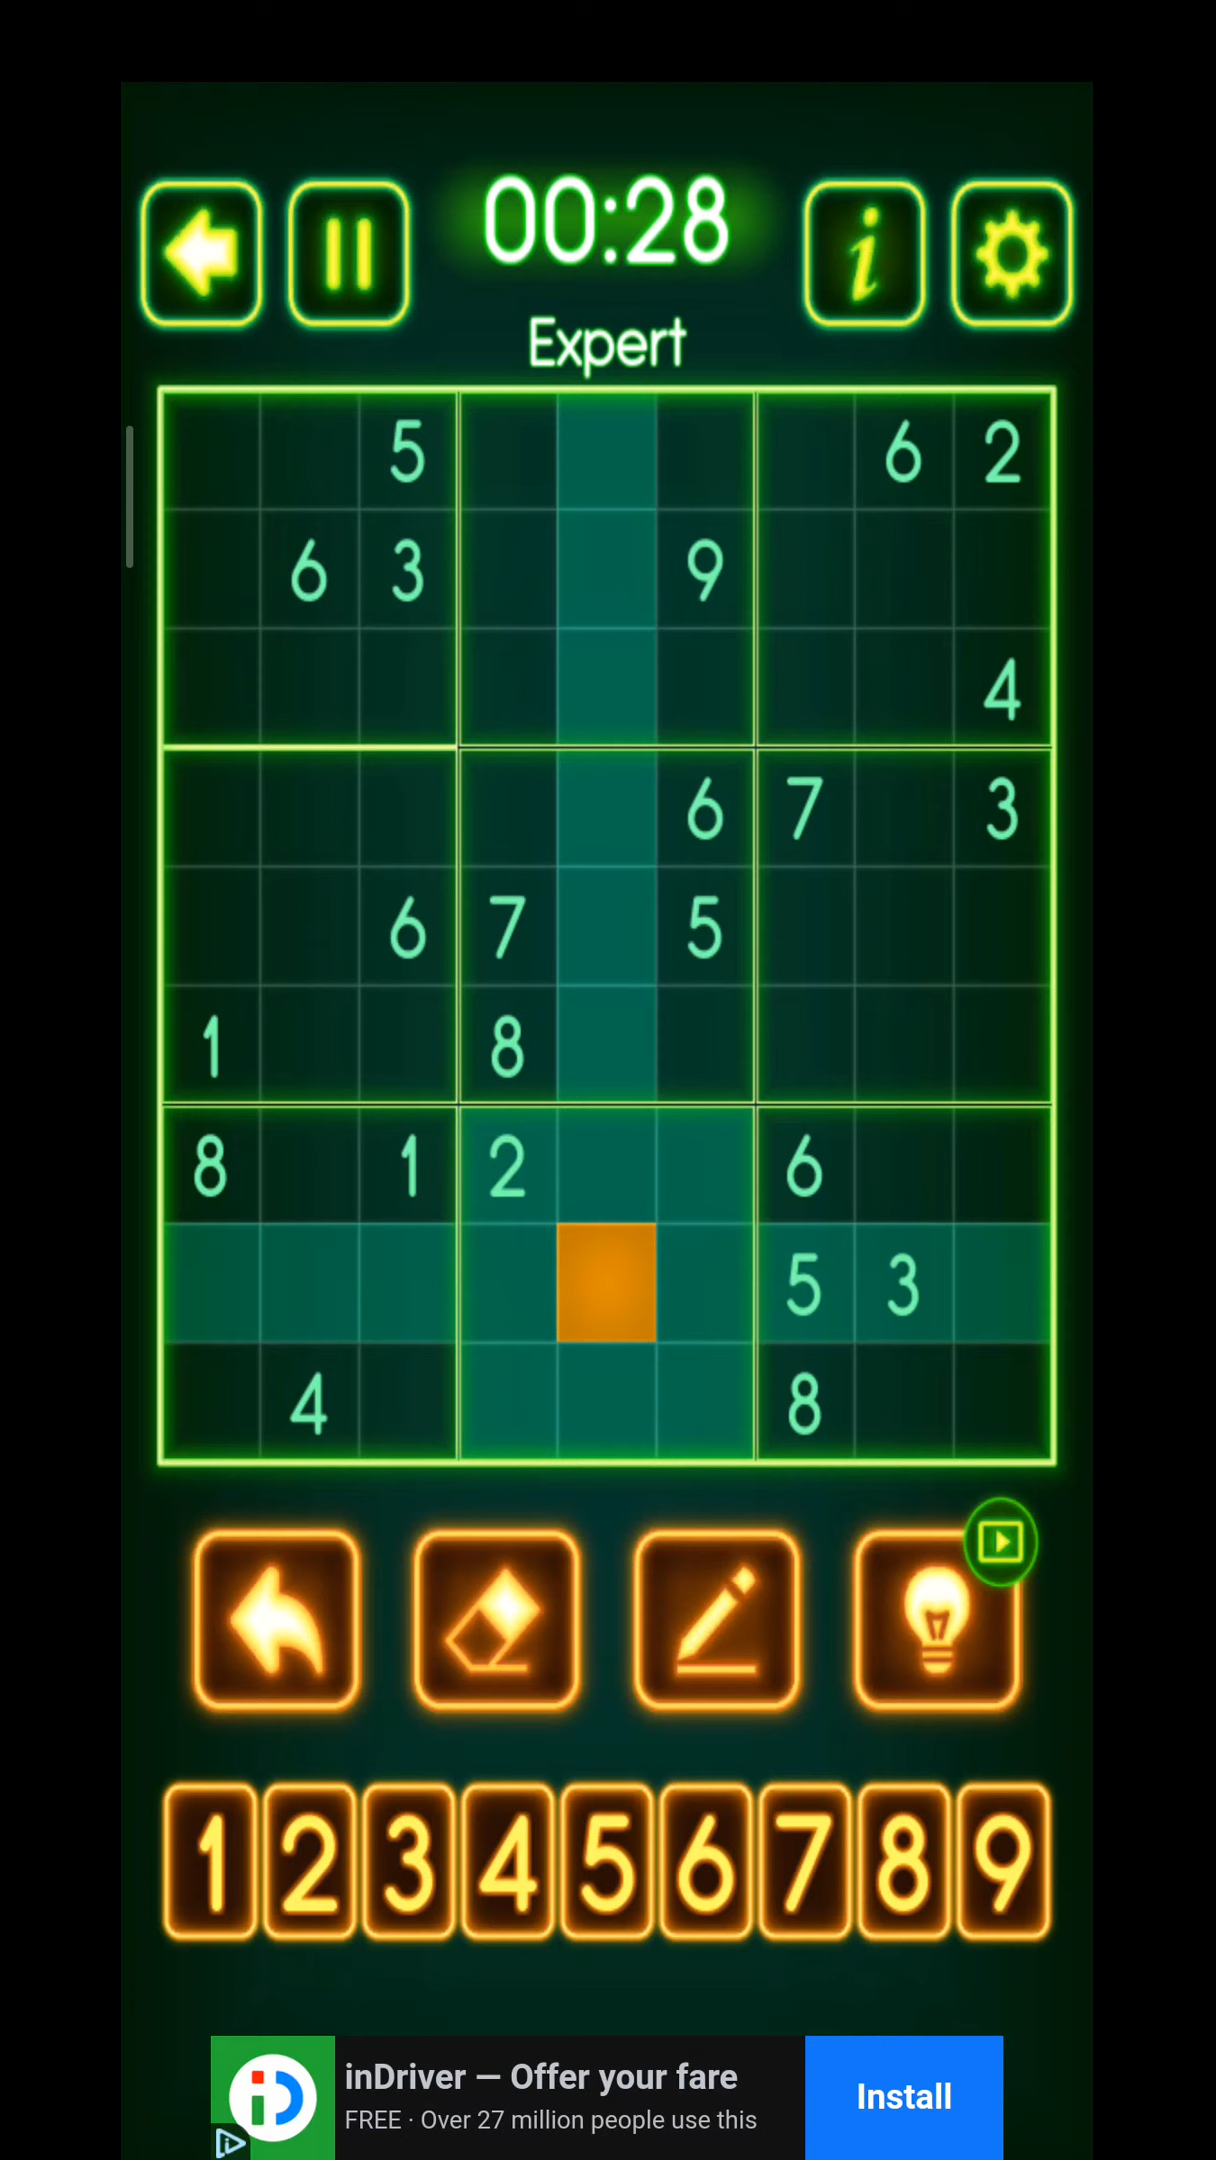 00:28
Expert
5 6 2
6 3 9
4
6 7 3
6 7 5
1 8
8 1 2 6
5 3
4 8
1 2 3 4 5 6 7 8 9
inDriver — Offer your fare
FREE · Over 27 million people use this
Install